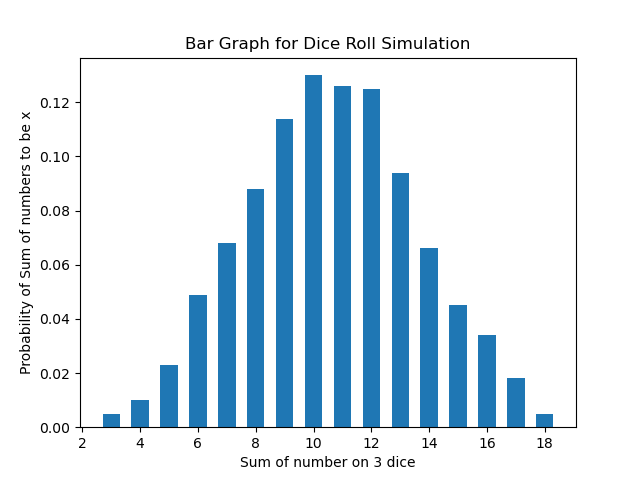 Bar Graph for Dice Roll Simulation
Probability of Sum of numbers to be x
0.12
0.10
0.08
0.06
0.04
0.02
0.00
2 4 6 8 10 12 14 16 18
Sum of number on 3 dice